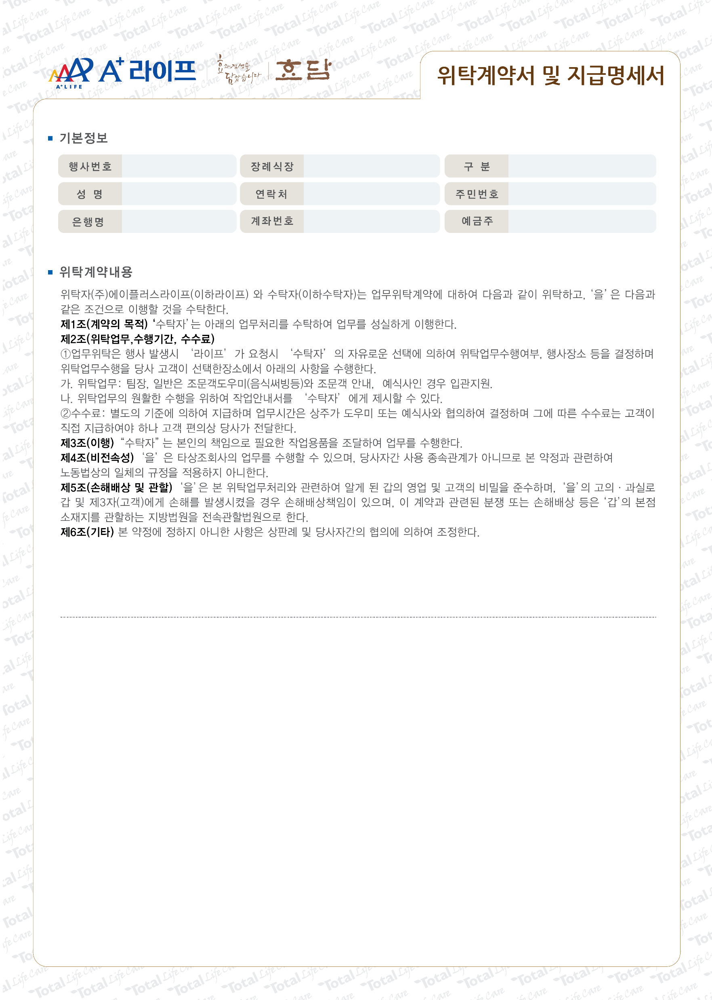 A+LIFE
A+ 라이프
효와 정성을
담았습니다
효담
위탁계약서 및 지급명세서
기본정보
행사번호 장례식장 구 분
성 명 연락처 주민번호
은행명 계좌번호 예금주
위탁계약내용
위탁자(주)에이플러스라이프(이하라이프) 와 수탁자(이하수탁자)는 업무위탁계약에 대하여 다음과 같이 위탁하고, ‘을’ 은 다음과
같은 조건으로 이행할 것을 수탁한다.
제1조(계약의 목적) ‘수탁자’ 는 아래의 업무처리를 수탁하여 업무를 성실하게 이행한다.
제2조(위탁업무,수행기간, 수수료)
①업무위탁은 행사 발생시 ‘라이프’ 가 요청시 ‘수탁자’ 의 자유로운 선택에 의하여 위탁업무수행여부, 행사장소 등을 결정하며
위탁업무수행을 당사 고객이 선택한장소에서 아래의 사항을 수행한다.
가. 위탁업무: 팀장, 일반은 조문객도우미(음식써빙등)와 조문객 안내, 예식사인 경우 입관지원.
나. 위탁업무의 원활한 수행을 위하여 작업안내서를 ‘수탁자’ 에게 제시할 수 있다.
②수수료: 별도의 기준에 의하여 지급하며 업무시간은 상주가 도우미 또는 예식사와 협의하여 결정하며 그에 따른 수수료는 고객이
직접 지급하여야 하나 고객 편의상 당사가 전달한다.
제3조(이행) “수탁자” 는 본인의 책임으로 필요한 작업용품을 조달하여 업무를 수행한다.
제4조(비전속성) ‘을’ 은 타상조회사의 업무를 수행할 수 있으며, 당사자간 사용 종속관계가 아니므로 본 약정과 관련하여
노동법상의 일체의 규정을 적용하지 아니한다.
제5조(손해배상 및 관할) ‘을’ 은 본 위탁업무처리와 관련하여 알게 된 갑의 영업 및 고객의 비밀을 준수하며, ‘을’ 의 고의 · 과실로
갑 및 제3자(고객)에게 손해를 발생시켰을 경우 손해배상책임이 있으며, 이 계약과 관련된 분쟁 또는 손해배상 등은 ‘갑’의 본점
소재지를 관할하는 지방법원을 전속관할법원으로 한다.
제6조(기타) 본 약정에 정하지 아니한 사항은 상판례 및 당사자간의 협의에 의하여 조정한다.
Total Life Care